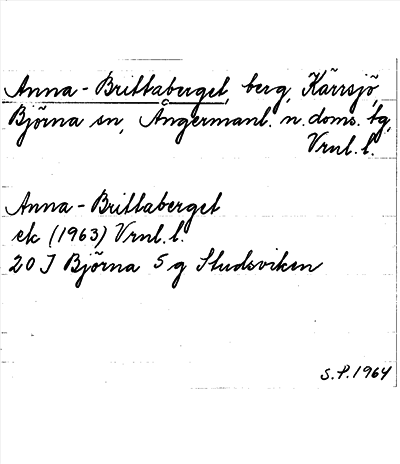 Anna-Brittaberget, berg, Kärrsjö,
Björna sn, Ångermanl. n. doms. tg,
Vrnl. l.
Anna-Brittaberget
ek (1963) Vrnl. l.
20 J Björna 5 g Studsviken
S.P. 1964